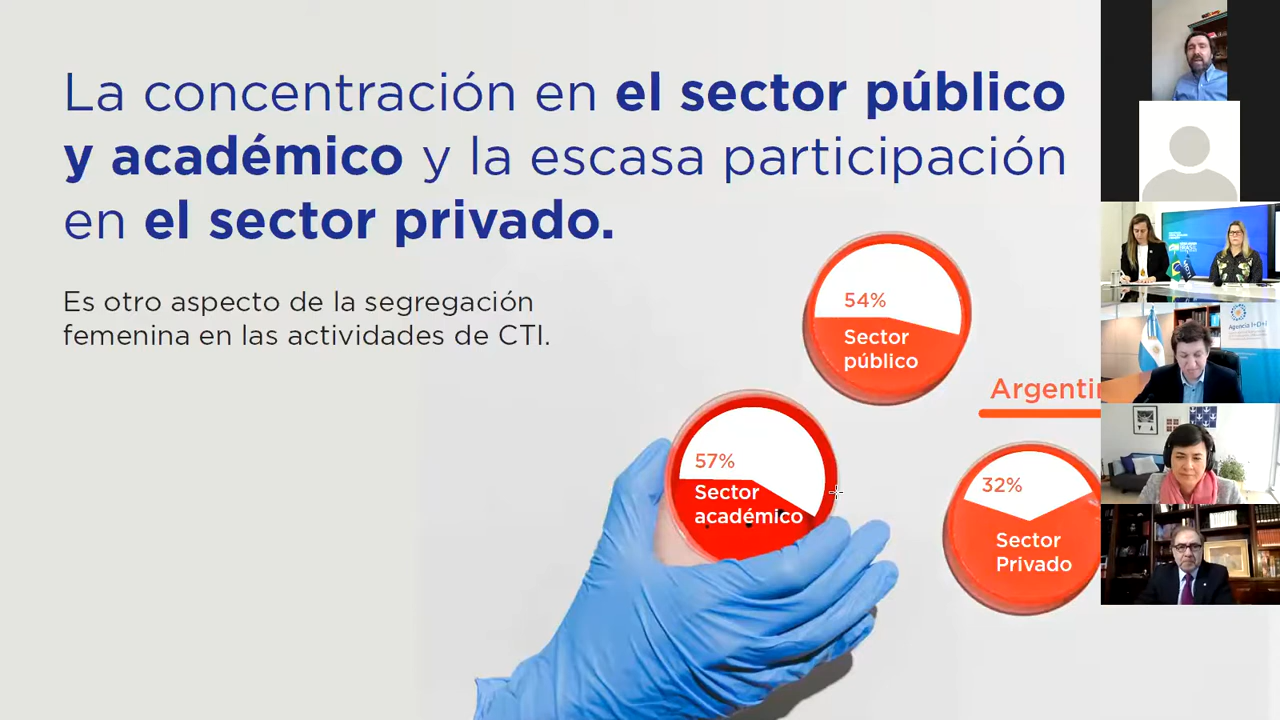 La concentración en el sector público
y académico y la escasa participación
en el sector privado.
Es otro aspecto de la segregación
femenina en las actividades de CTI.
54%
Sector
público
Argentin
57%
Sector
académico
32%
Sector
Privado
Agencia I+D+i